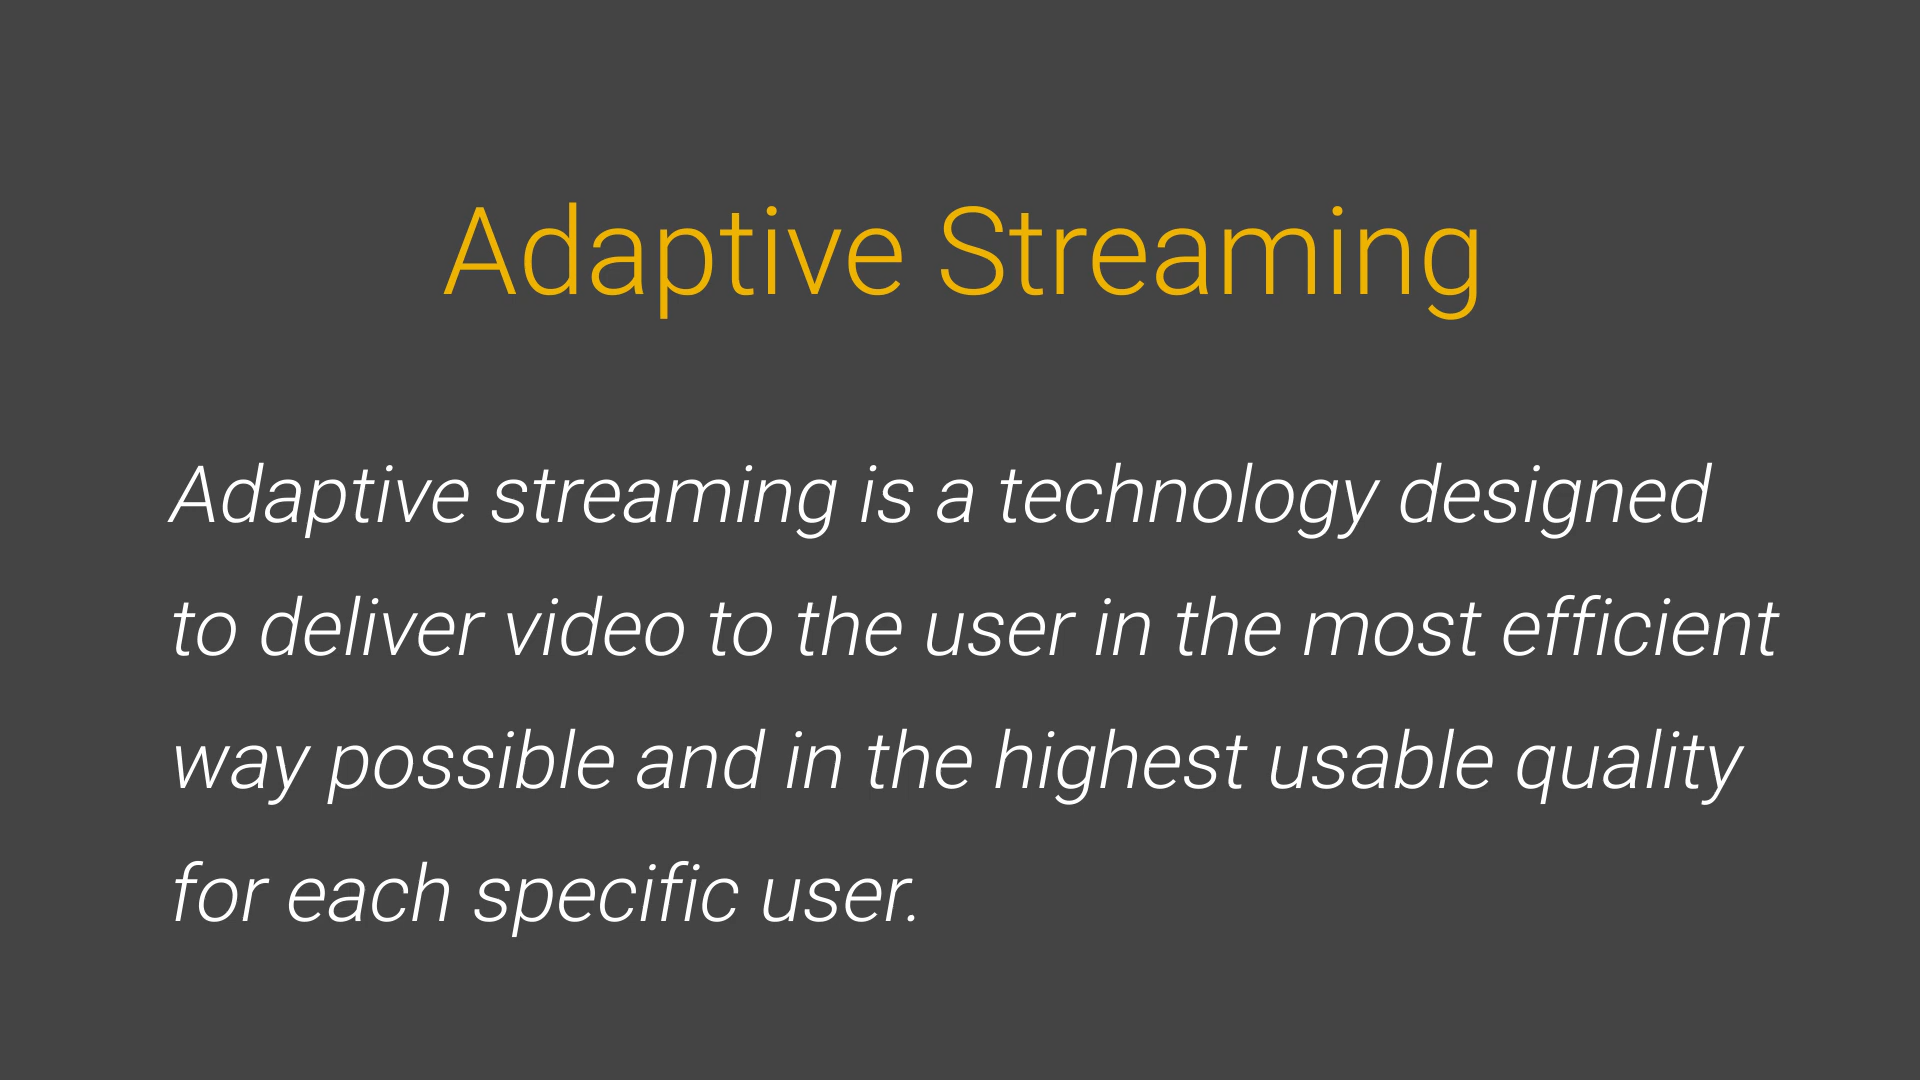 Adaptive Streaming
Adaptive streaming is a technology designed
to deliver video to the user in the most efficient
way possible and in the highest usable quality
for each specific user.